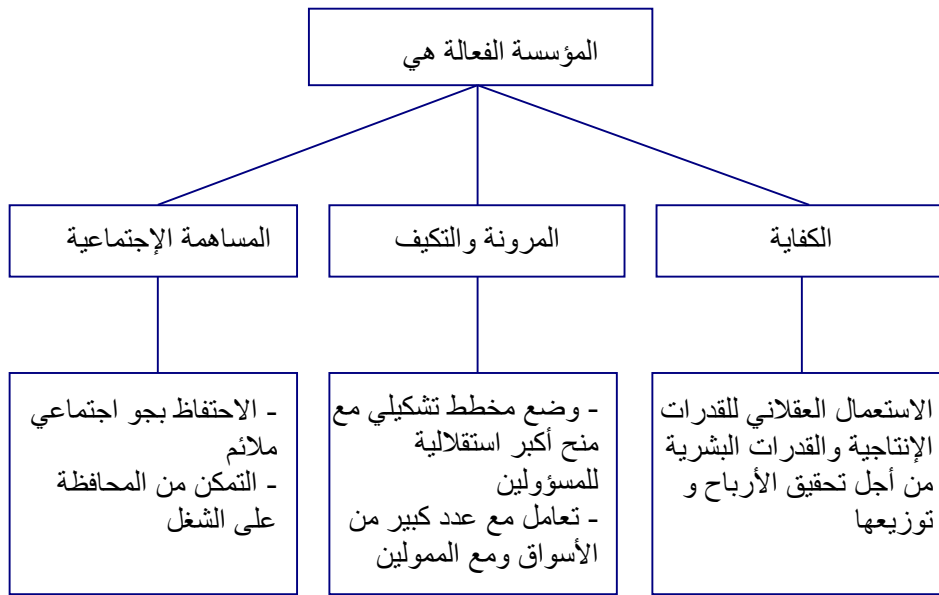 المؤسسة الفعالة هي
الكفاية
المرونة والتكيف
المساهمة الإجتماعية
الاستعمال العقلاني للقدرات
الإنتاجية والقدرات البشرية
من أجل تحقيق الأرباح و
توزيعها
- وضع مخطط تشكيلي مع
منح أكبر استقلالية
للمسؤولين
- تعامل مع عدد كبير من
الأسواق ومع الممولين
- الاحتفاظ بجو اجتماعي
ملائم
- التمكن من المحافظة
على الشغل